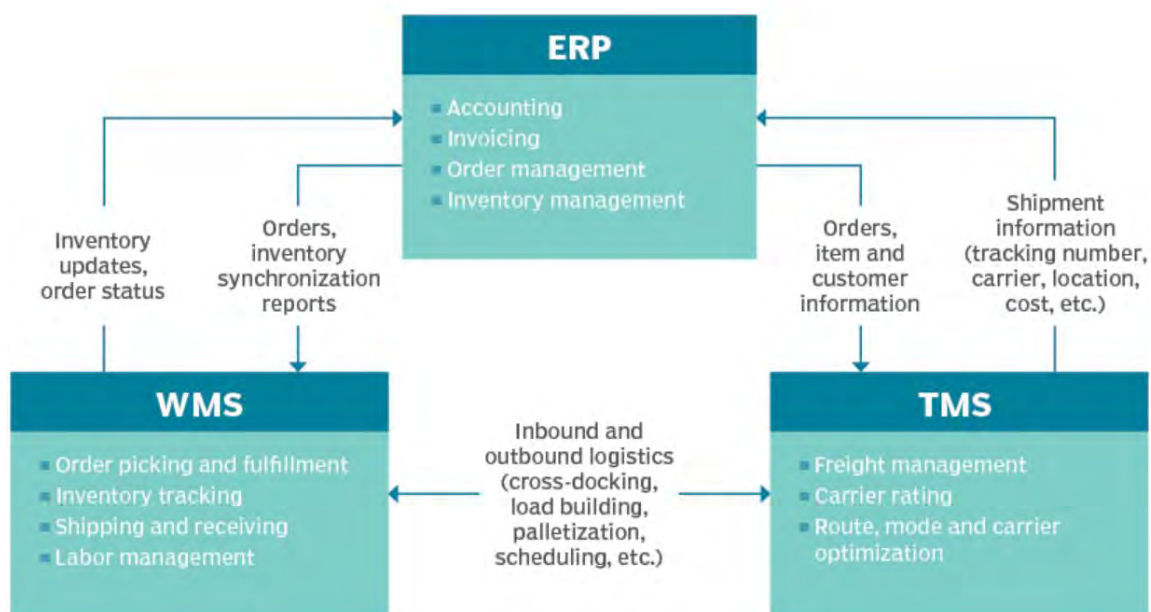 ERP
Accounting
Invoicing
Order management
Inventory management
Inventory
updates,
order status
Orders,
inventory
synchronization
reports
Orders,
item and
customer
information
Shipment
information
(tracking number,
carrier, location,
cost, etc.)
WMS
Order picking and fulfillment
Inventory tracking
Shipping and receiving
Labor management
Inbound and
outbound logistics
(cross-docking,
load building,
palletization,
scheduling, etc.)
TMS
Freight management
Carrier rating
Route, mode and carrier
optimization